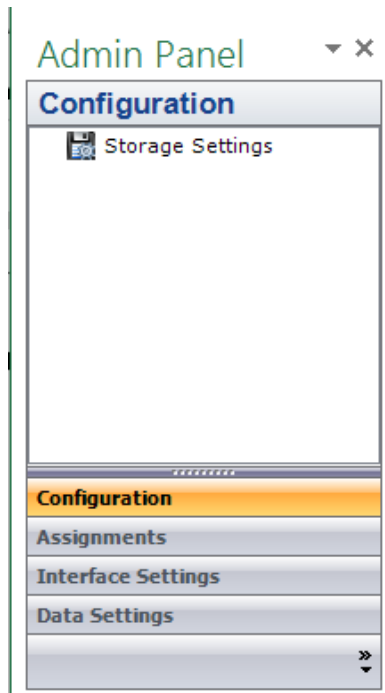 Admin Panel
Configuration
Storage Settings
Configuration
Assignments
Interface Settings
Data Settings